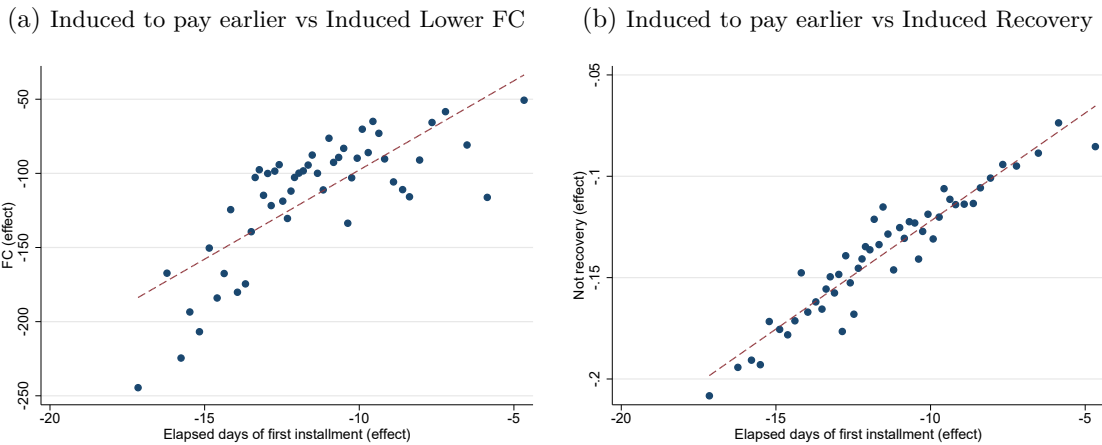 (a) Induced to pay earlier vs Induced Lower FC
FC (effect)
-50
-100
-150
-200
-250
-20
-15
-10
-5
Elapsed days of first installment (effect)
(b) Induced to pay earlier vs Induced Recovery
Not recovery (effect)
-.05
-.1
-.15
-.2
-20
-15
-10
-5
Elapsed days of first installment (effect)